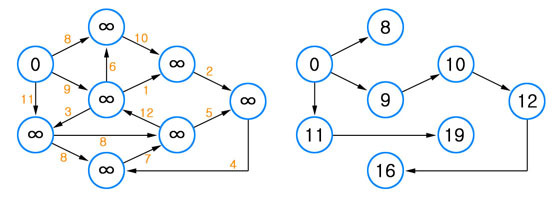 ∞ 8
8 10
0 ∞ 0 10
9 6 1 2
11 ∞ ∞ 9 12
3 12 5
∞ 8 ∞ 11 19
8 7 4
∞ 16